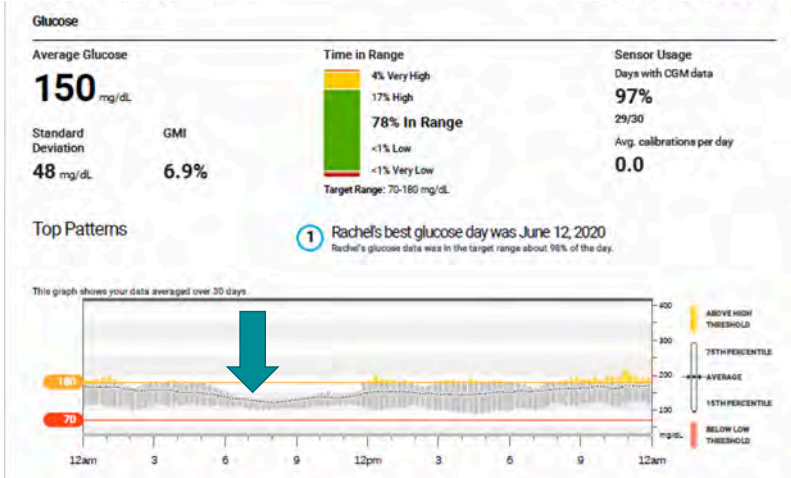 Glucose
Average Glucose
150 mg/dL
Standard Deviation
48 mg/dL
GMI
6.9%
Time in Range
4% Very High
17% High
78% In Range
<1% Low
<1% Very Low
Target Range: 70-180 mg/dL
Sensor Usage
Days with CGM data
97%
29/30
Avg. calibrations per day
0.0
Top Patterns
1
Rachel's best glucose day was June 12, 2020
Rachel's glucose data was in the target range about 98% of the day.
This graph shows your data averaged over 30 days
180
70
400
300
200
100
mg/dL
12am 3 6 9 12pm 3 6 9 12am
ABOVE HIGH THRESHOLD
75TH PERCENTILE
AVERAGE
15TH PERCENTILE
BELOW LOW THRESHOLD